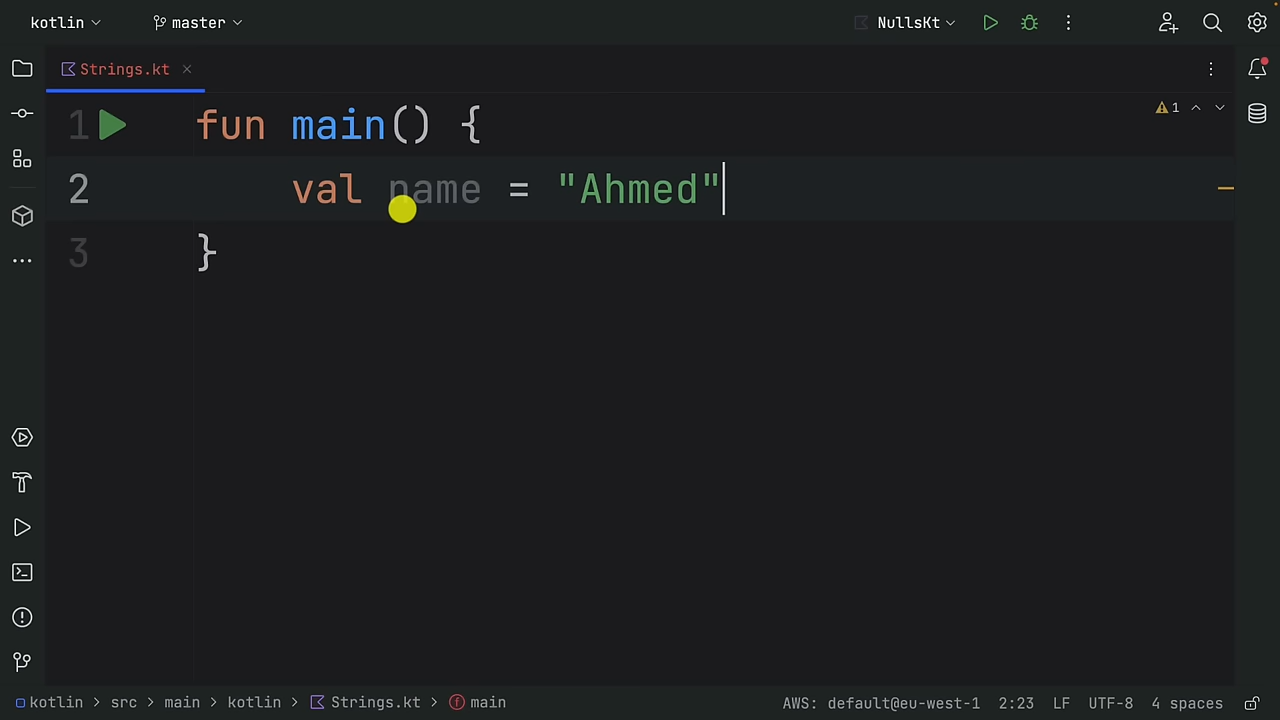 kotlin master NullsKt
Strings.kt
1 fun main() {
1
2 val name = "Ahmed"
3 }
kotlin > src > main > kotlin > Strings.kt > main AWS: default@eu-west-1 2:23 LF UTF-8 4 spaces